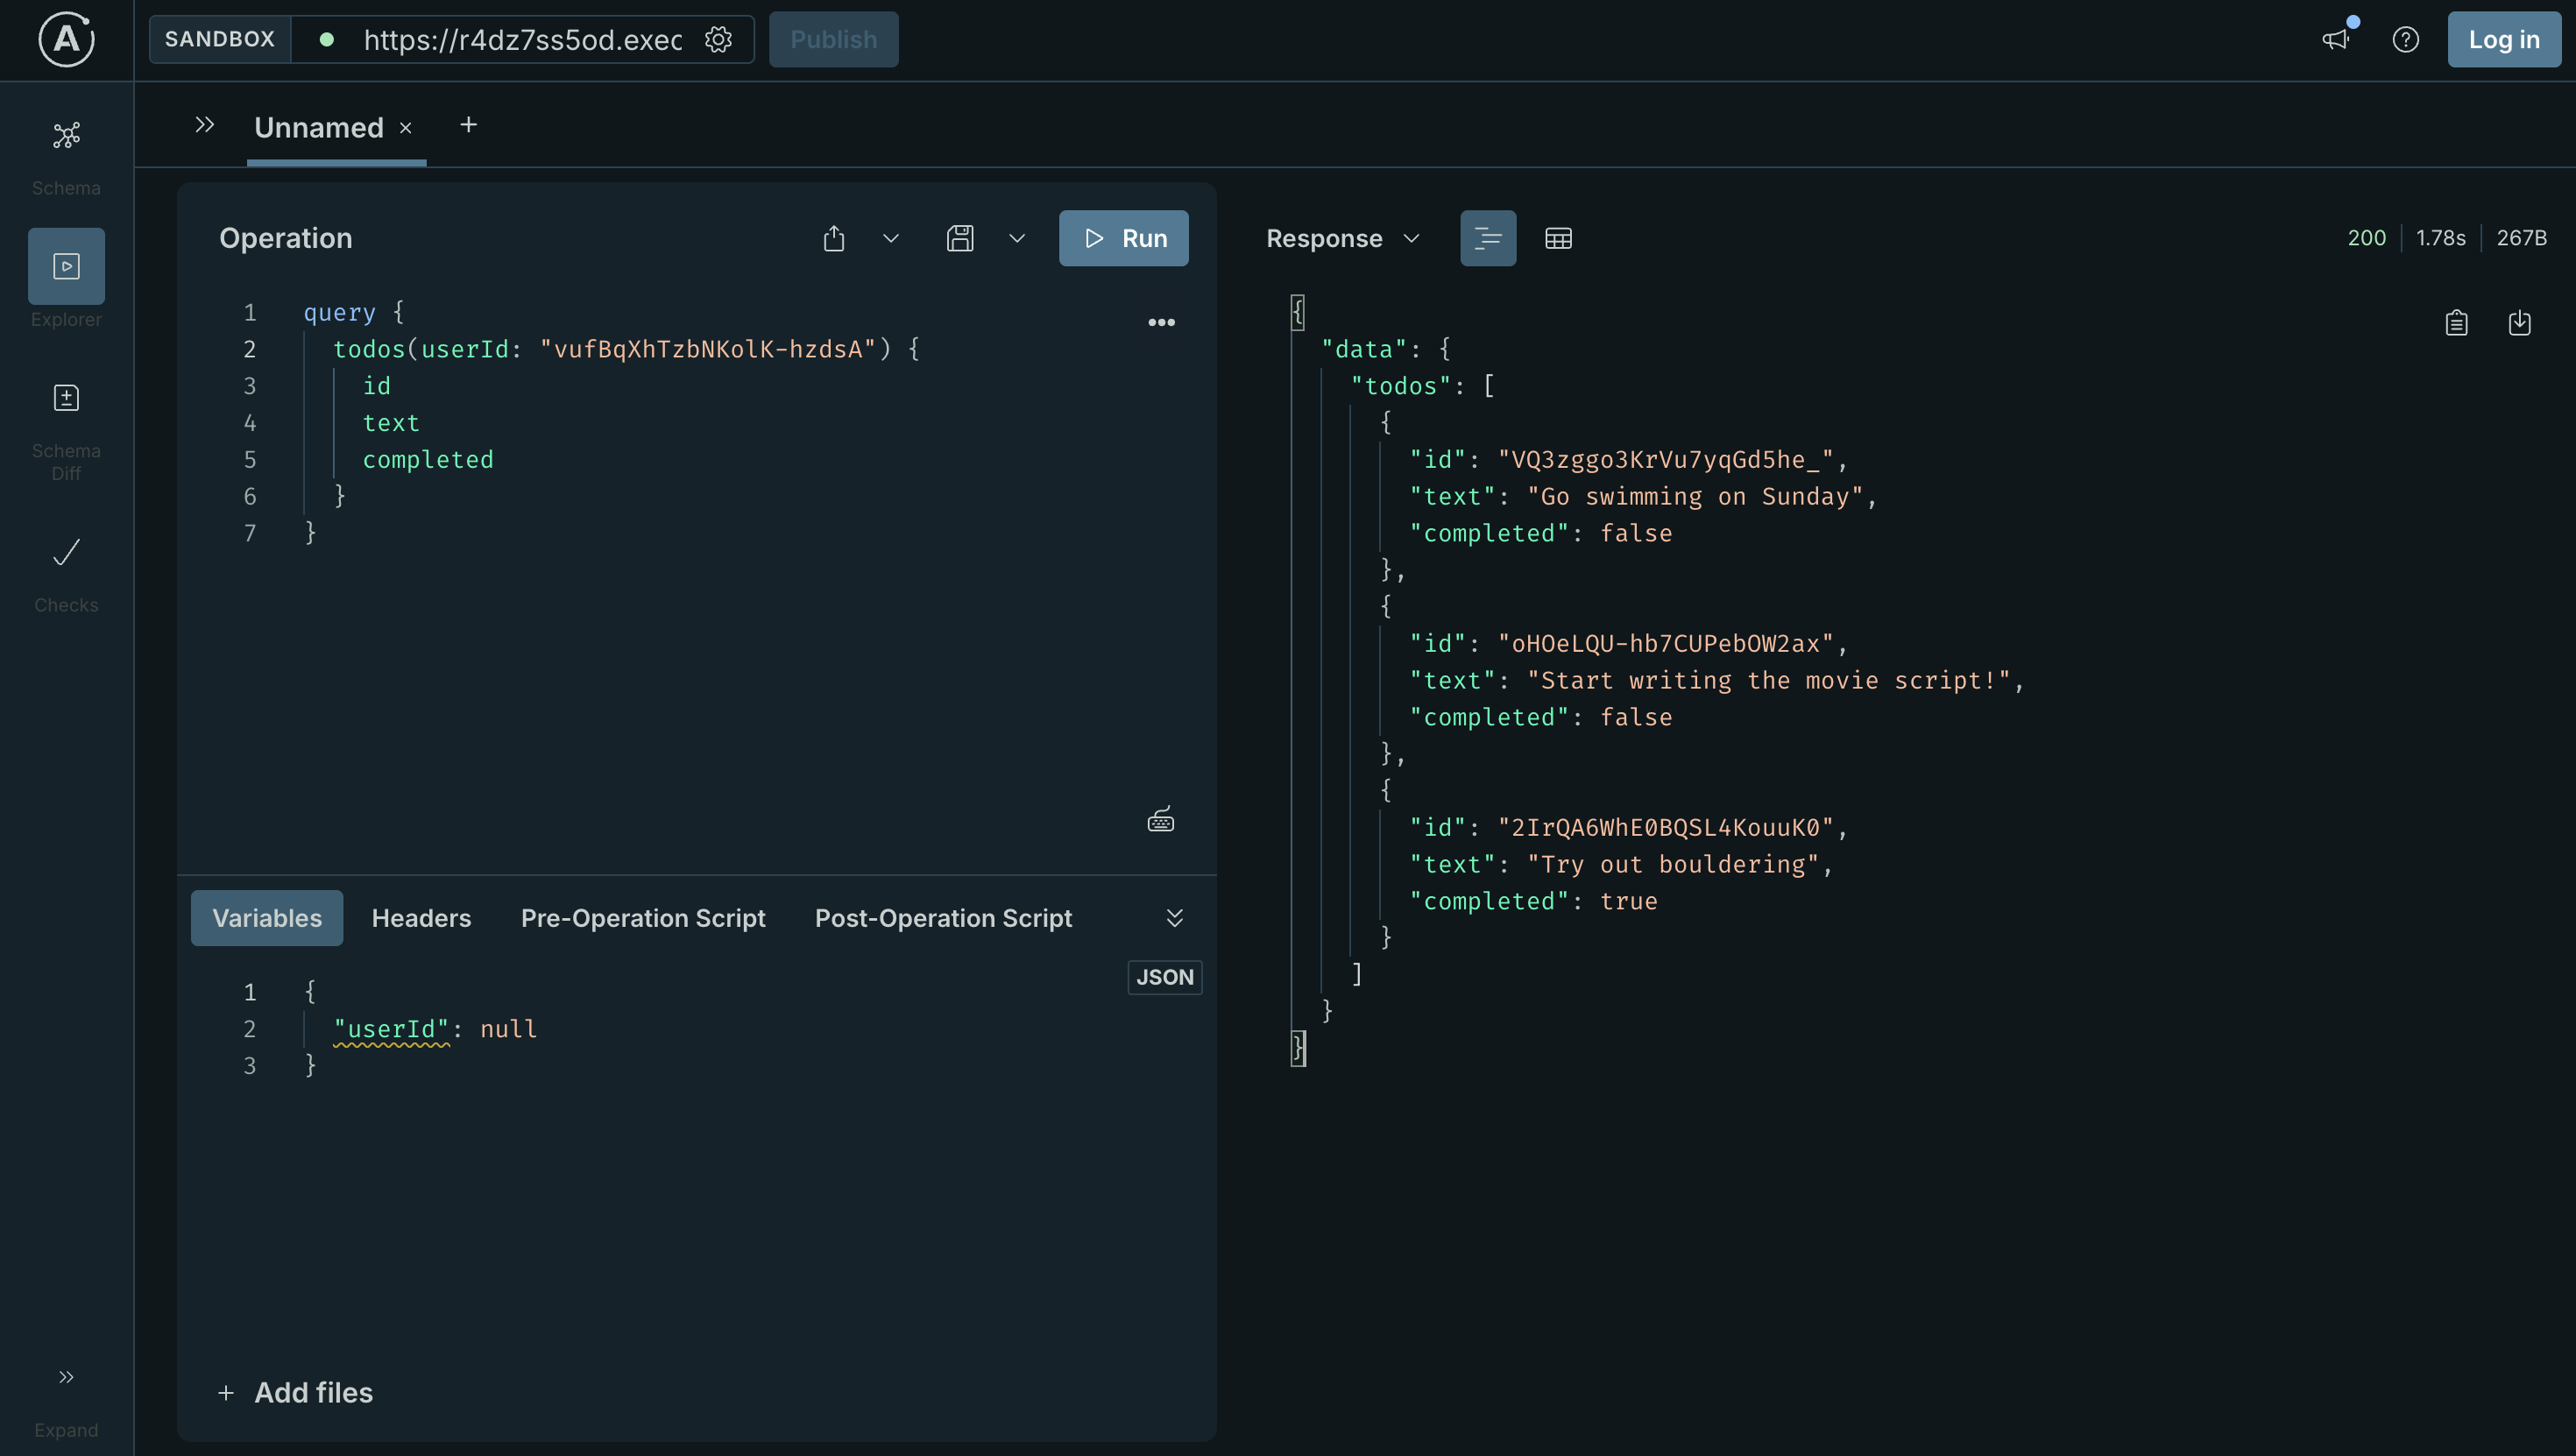 A
SANDBOX https://r4dz7ss5od.exec Publish Log in
Schema
Explorer
Schema
Diff
Checks
Expand
Unnamed × +
Operation Run
1 query {
2 todos(userId: "vufBqXhTzbNKolK-hzdsA") {
3 id
4 text
5 completed
6 }
7 }
Variables Headers Pre-Operation Script Post-Operation Script
JSON
1 {
2 "userId": null
3 }
+ Add files
Response 200 1.78s 267B
{
"data": {
"todos": [
{
"id": "VQ3zggo3KrVu7yqGd5he_",
"text": "Go swimming on Sunday",
"completed": false
},
{
"id": "oHOeLQU-hb7CUPebOW2ax",
"text": "Start writing the movie script!",
"completed": false
},
{
"id": "2IrQA6WhE0BQSL4KouuK0",
"text": "Try out bouldering",
"completed": true
}
]
}
}